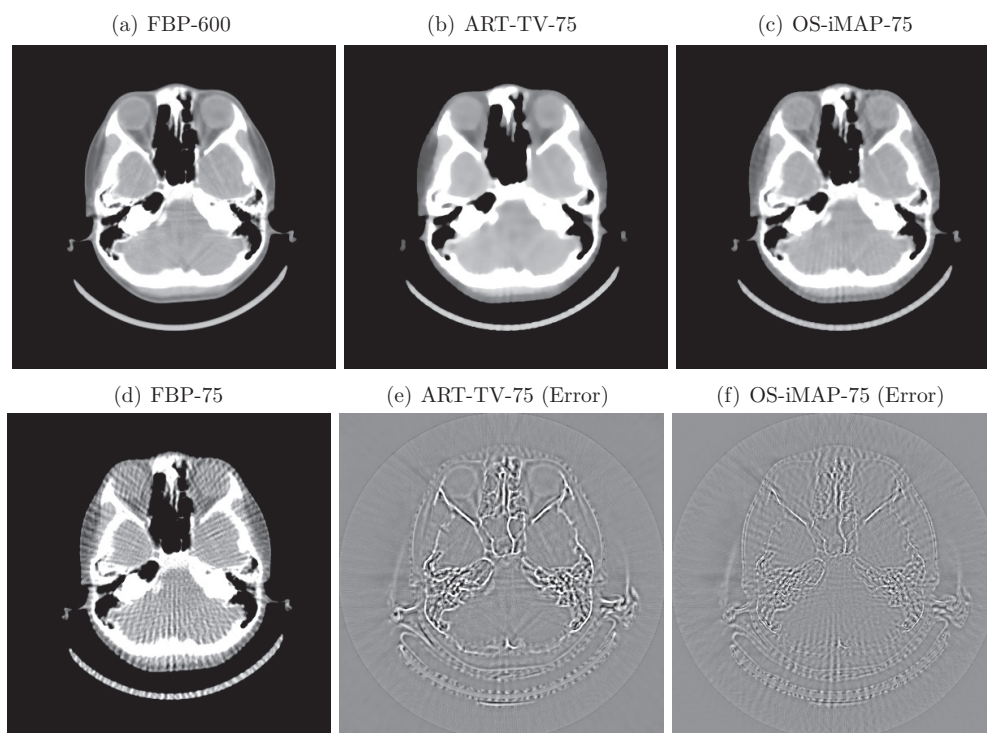 (a) FBP-600
(b) ART-TV-75
(c) OS-iMAP-75
(d) FBP-75
(e) ART-TV-75 (Error)
(f) OS-iMAP-75 (Error)